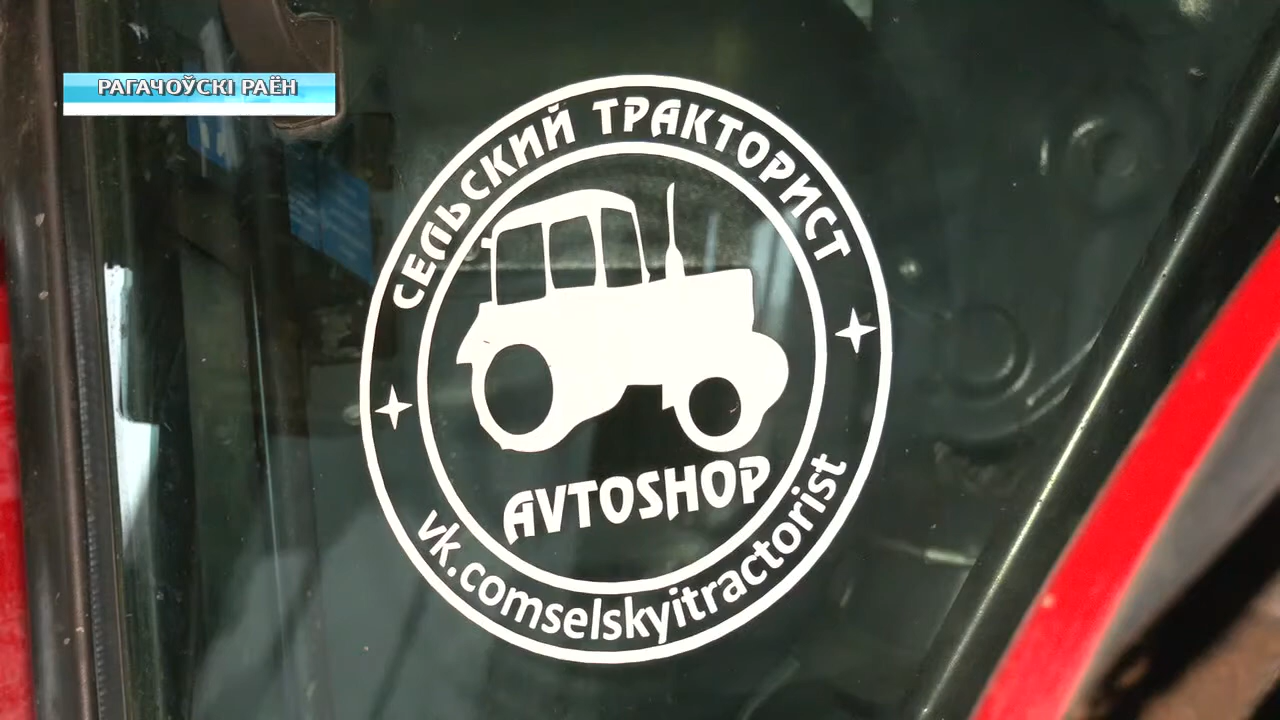 РАГАЧОЎСКІ РАЁН
СЕЛЬСКИЙ ТРАКТОРИСТ
AVTOSHOP
vk.comselskyitractorist